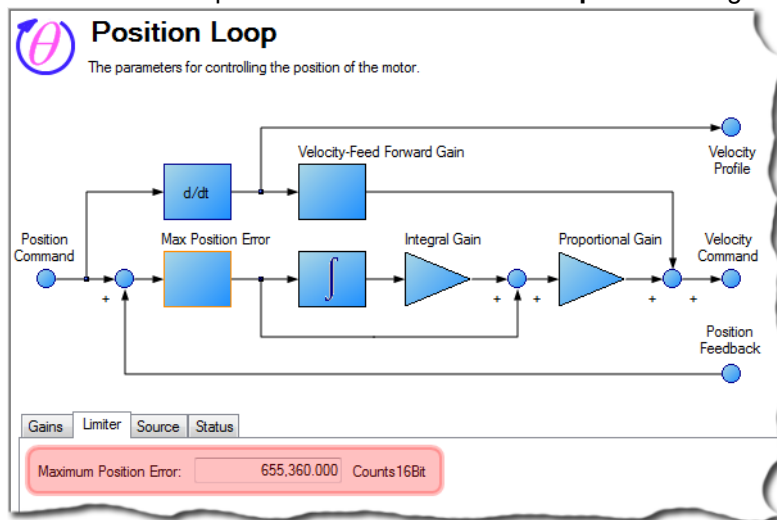 θ
Position Loop
The parameters for controlling the position of the motor.
Velocity-Feed Forward Gain
Velocity
Profile
d/dt
Position
Command
Max Position Error
Integral Gain
Proportional Gain
Velocity
Command
∫
+
+ +
+ +
Position
Feedback
Gains Limiter Source Status
Maximum Position Error: 655,360.000 Counts16Bit